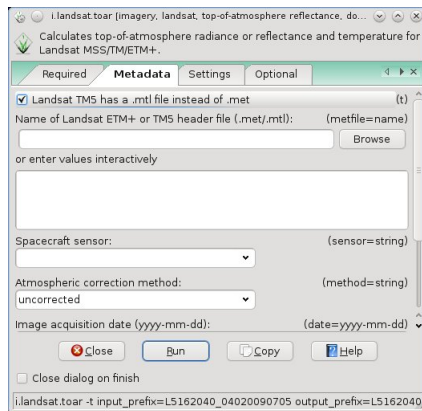 i.landsat.toar [imagery, landsat, top-of-atmosphere reflectance, do...
Calculates top-of-atmosphere radiance or reflectance and temperature for
Landsat MSS/TM/ETM+.
Required Metadata Settings Optional
Landsat TM5 has a .mtl file instead of .met (t)
Name of Landsat ETM+ or TM5 header file (.met/.mtl): (metfile=name)
Browse
or enter values interactively
Spacecraft sensor: (sensor=string)
Atmospheric correction method: (method=string)
uncorrected
Image acquisition date (yyyy-mm-dd): (date=yyyy-mm-dd)
Close Run Copy Help
Close dialog on finish
i.landsat.toar -t input_prefix=L5162040_04020090705 output_prefix=L5162040